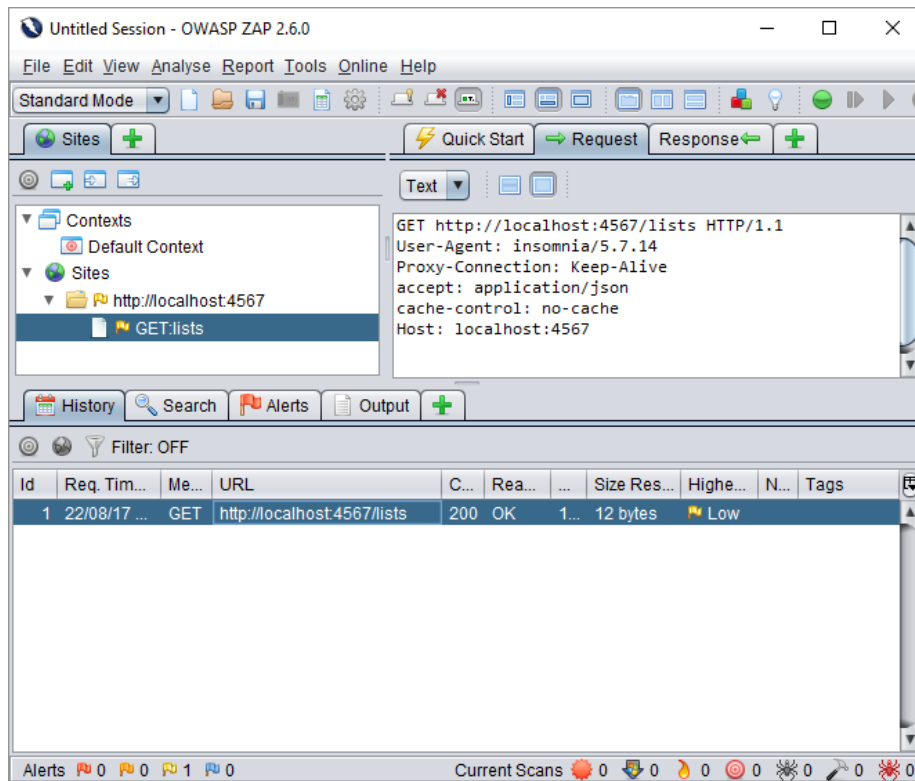 Untitled Session - OWASP ZAP 2.6.0
File Edit View Analyse Report Tools Online Help
Standard Mode
Sites
Quick Start Request Response
Text
Contexts
Default Context
Sites
http://localhost:4567
GET:lists
GET http://localhost:4567/lists HTTP/1.1
User-Agent: insomnia/5.7.14
Proxy-Connection: Keep-Alive
accept: application/json
cache-control: no-cache
Host: localhost:4567
History Search Alerts Output
Filter: OFF
Id Req. Tim... Me... URL C... Rea... ... Size Res... Highe... N... Tags
1 22/08/17 ... GET http://localhost:4567/lists 200 OK 1... 12 bytes Low
Alerts 0 0 1 0 Current Scans 0 0 0 0 0 0 0